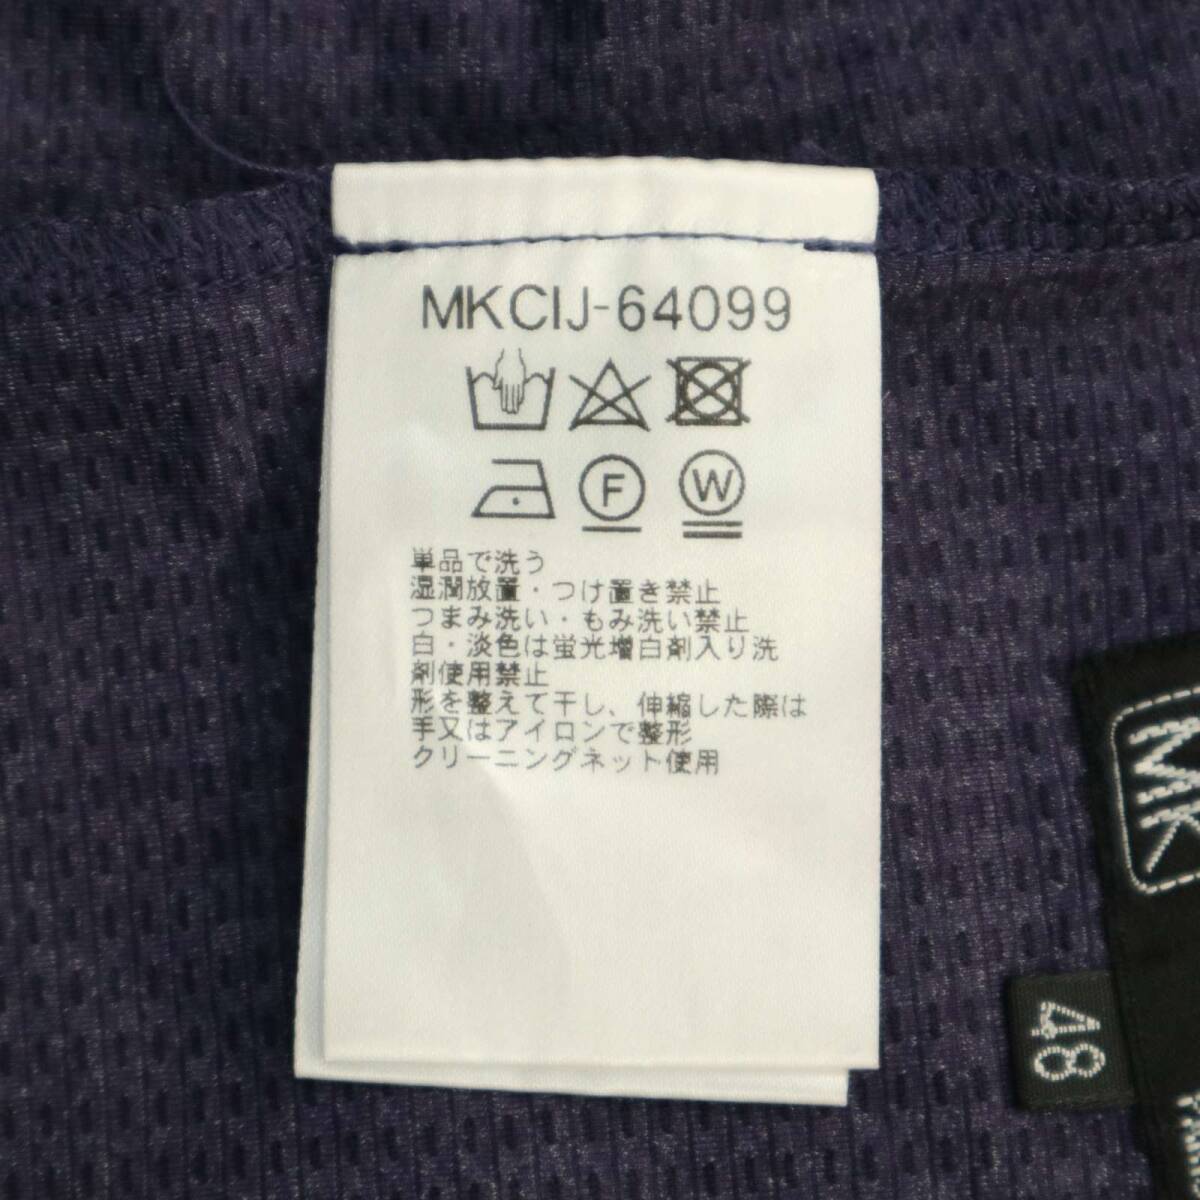 MKCIJ-64099
F W
単品で洗う
湿潤放置・つけ置き禁止
つまみ洗い・もみ洗い禁止
白・淡色は蛍光増白剤入り洗
剤使用禁止
形を整えて干し、伸縮した際は
手又はアイロンで整形
クリーニングネット使用
MK
48